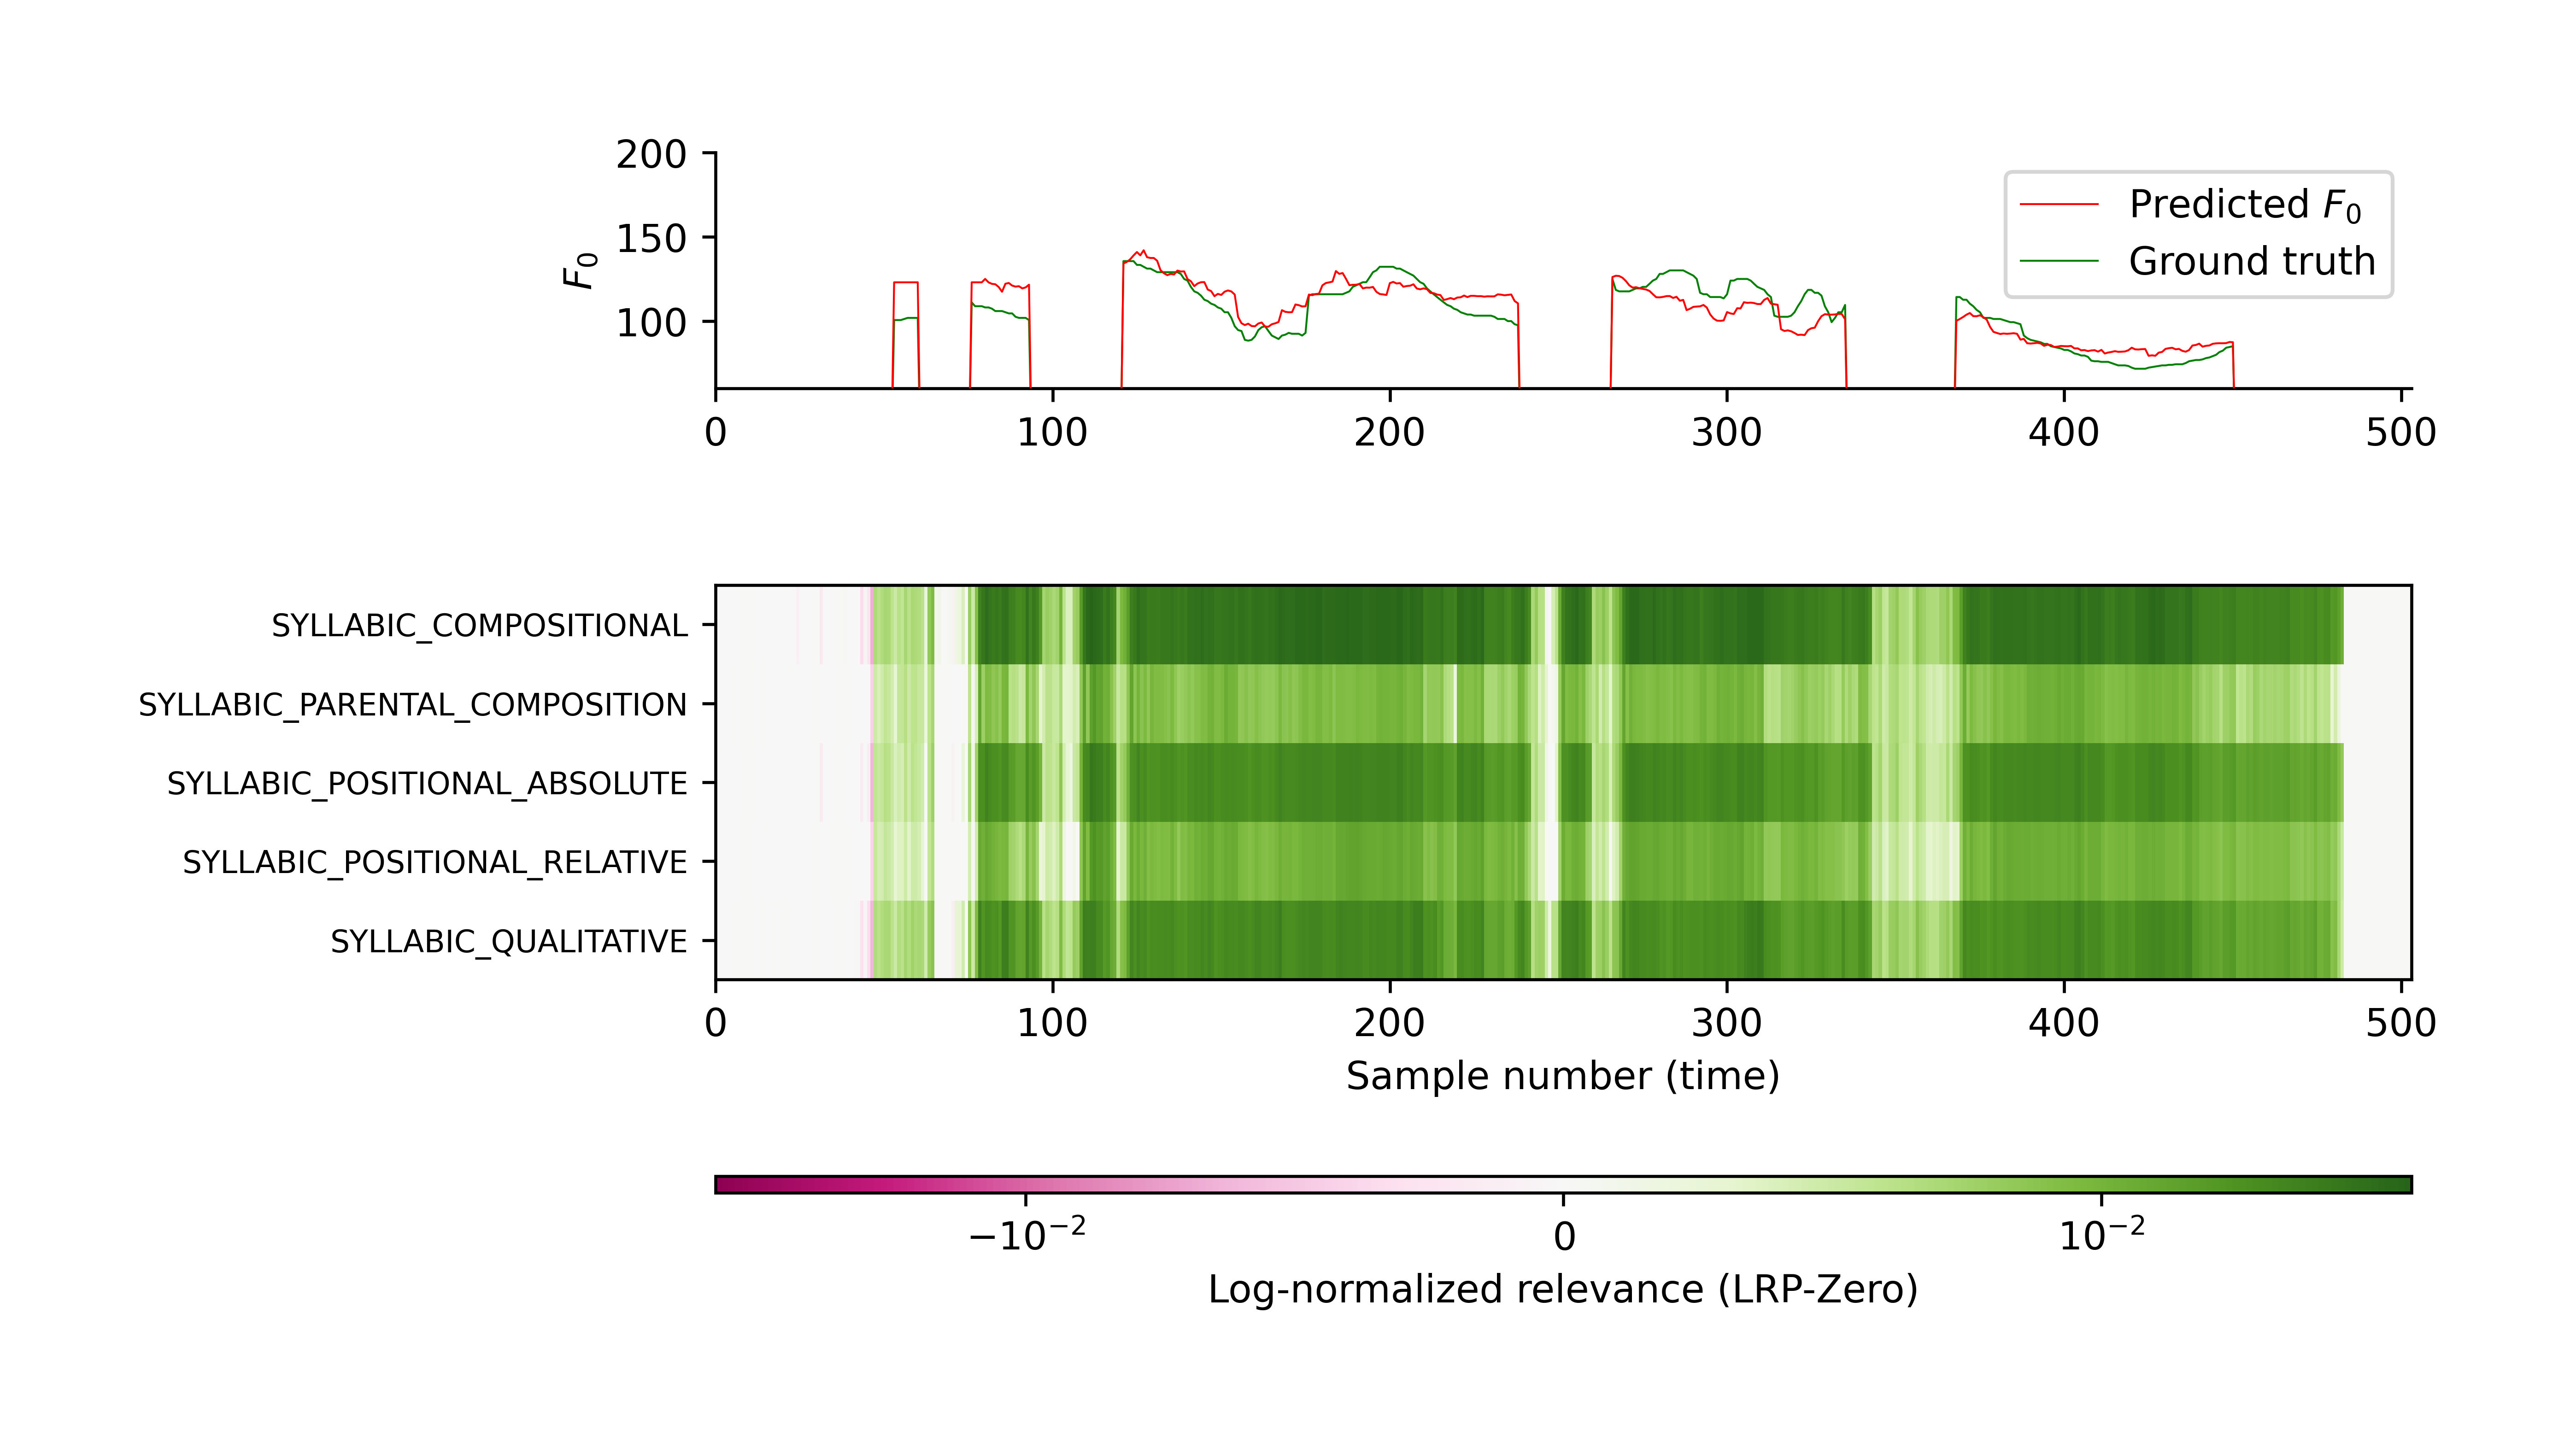 200
150
100
F₀
Predicted F₀
Ground truth
0 100 200 300 400 500
SYLLABIC_COMPOSITIONAL
SYLLABIC_PARENTAL_COMPOSITION
SYLLABIC_POSITIONAL_ABSOLUTE
SYLLABIC_POSITIONAL_RELATIVE
SYLLABIC_QUALITATIVE
0 100 200 300 400 500
Sample number (time)
−10⁻² 0 10⁻²
Log-normalized relevance (LRP-Zero)